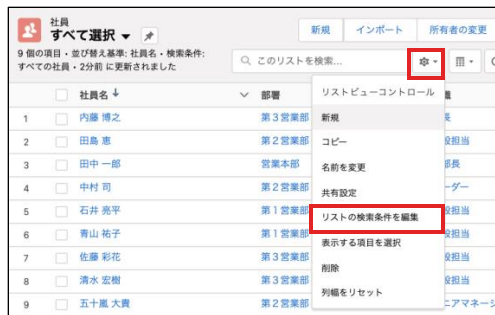 社員
すべて選択
新規 インポート 所有者の変更
9 個の項目・並び替え基準: 社員名・検索条件:
すべての社員・2分前 に更新されました
このリストを検索...
社員名 部署
リストビューコントロール
新規
コピー
名前を変更
共有設定
リストの検索条件を編集
表示する項目を選択
削除
列幅をリセット
1 内藤 博之 第3営業部
2 田島 恵 第2営業部
3 田中 一郎 営業本部
4 中村 司 第2営業部 ーダー
5 石井 亮平 第1営業部
6 青山 祐子 第1営業部
7 佐藤 彩花 第3営業部
8 清水 宏樹 第3営業部
9 五十嵐 大貴 第2営業部 ニアマネージ